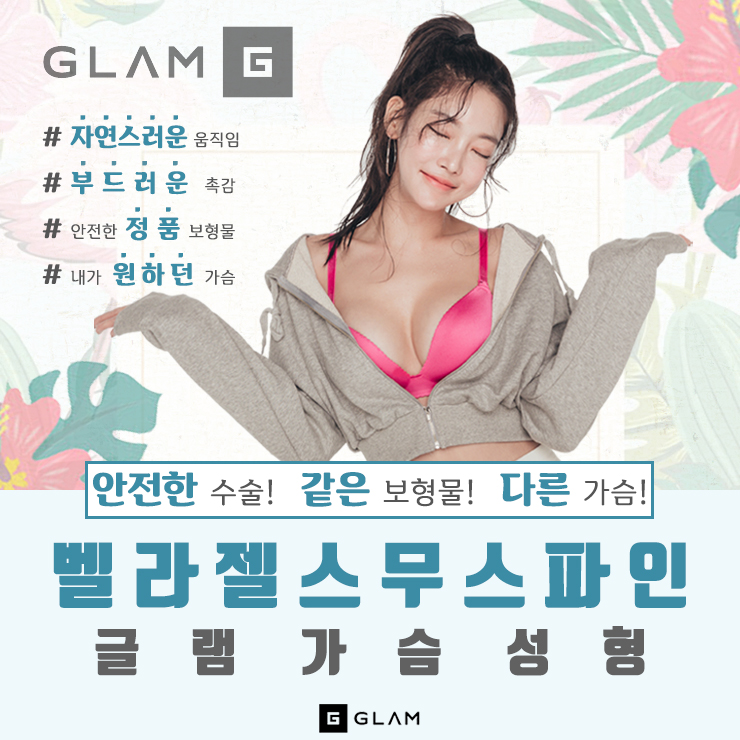 GLAM G
# 자연스러운 움직임
# 부드러운 촉감
# 안전한 정품 보형물
# 내가 원하던 가슴
안전한 수술! 같은 보형물! 다른 가슴!
벨라젤스무스파인
글램가슴성형
G GLAM